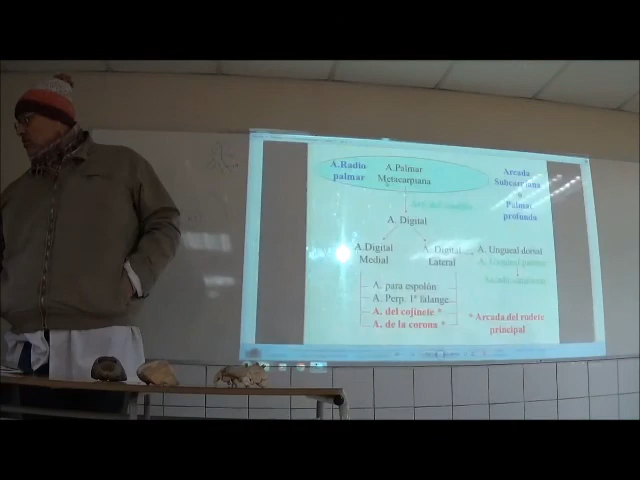 A.Radio palmar
A.Palmar Metacarpiana
Arcada Subcarpiana
Palmar profunda
A. Digital
A.Digital Medial
A. Digital Lateral
A. Ungueal dorsal
A. para espolón
A. Perp. 1ª falange
A. del cojinete *
A. de la corona *
* Arcada del rodete principal